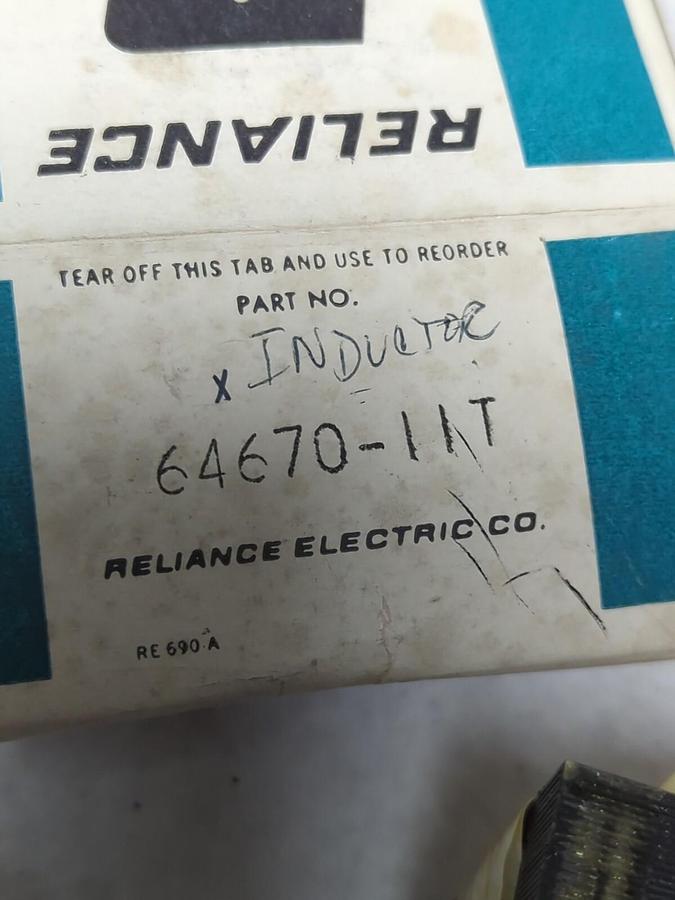 RELIANCE
TEAR OFF THIS TAB AND USE TO REORDER
PART NO.
x INDUCTOR
64670-11T
RELIANCE ELECTRIC CO.
RE 690-A